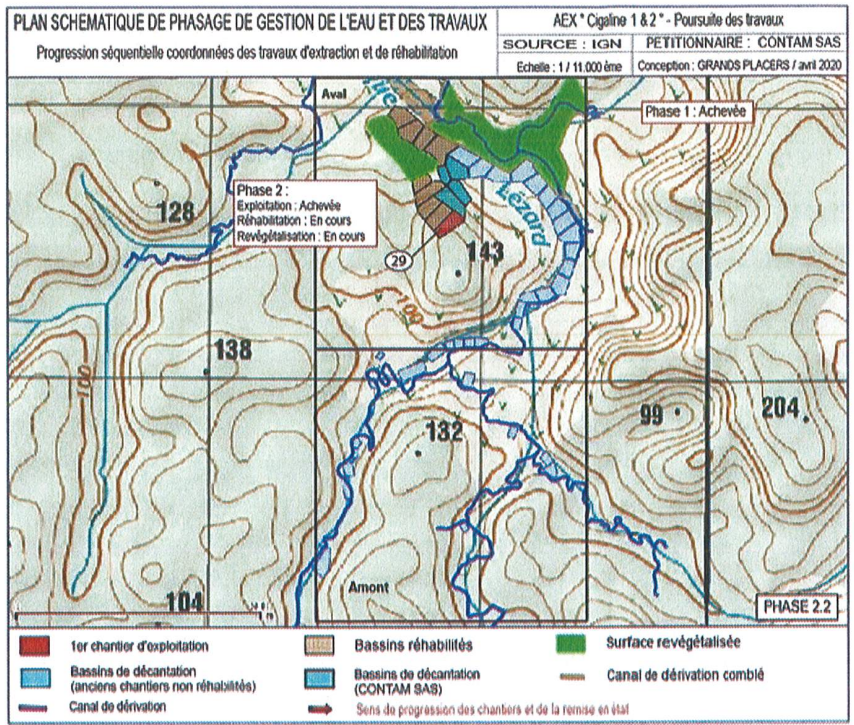 PLAN SCHEMATIQUE DE PHASAGE DE GESTION DE L'EAU ET DES TRAVAUX
Progression séquentielle coordonnées des travaux d'extraction et de réhabilitation
AEX " Cigaline 1 & 2 " - Poursuite des travaux
SOURCE : IGN
PETITIONNAIRE : CONTAM SAS
Echelle : 1 / 11.000 ème
Conception : GRANDS PLACERS / avril 2020
Aval
Phase 1 : Achevée
Phase 2 :
Exploitation : Achevée
Réhabilitation : En cours
Revégétalisation : En cours
128
Lézard
29
143
100
138
100
132
99
204
Amont
104
PHASE 2.2
1er chantier d'exploitation
Bassins réhabilités
Surface revégétalisée
Bassins de décantation
(anciens chantiers non réhabilités)
Bassins de décantation
(CONTAM SAS)
Canal de dérivation comblé
Canal de dérivation
Sens de progression des chantiers et de la remise en état